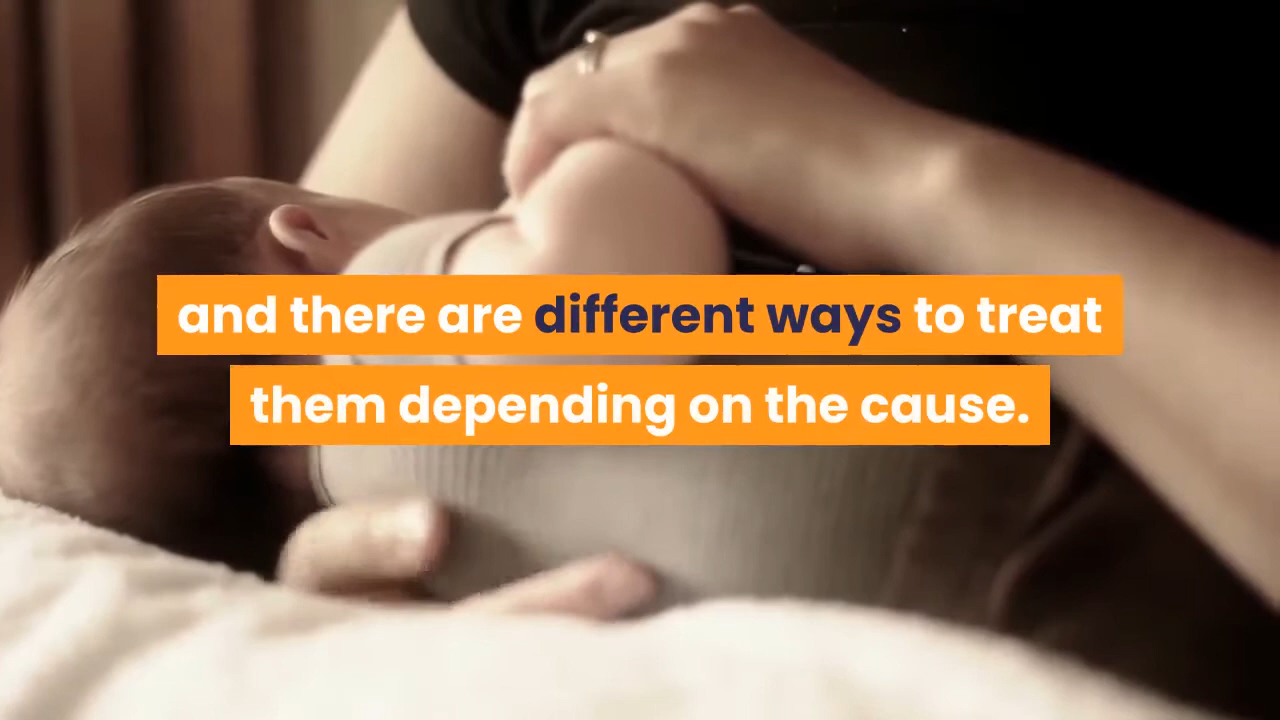 and there are different ways to treat
them depending on the cause.